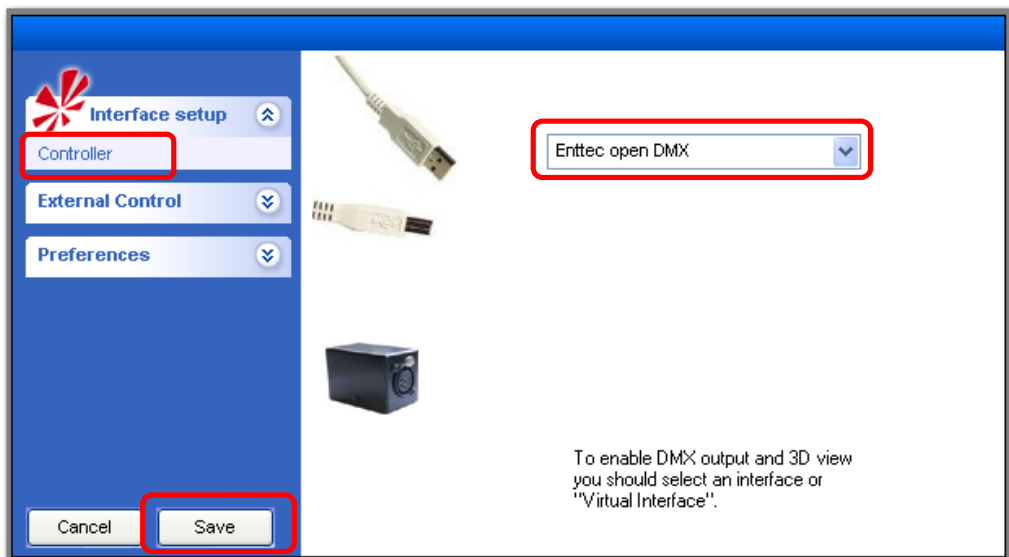 Interface setup
Controller
External Control
Preferences
Cancel
Save
Enttec open DMX
To enable DMX output and 3D view
you should select an interface or
"Virtual Interface".